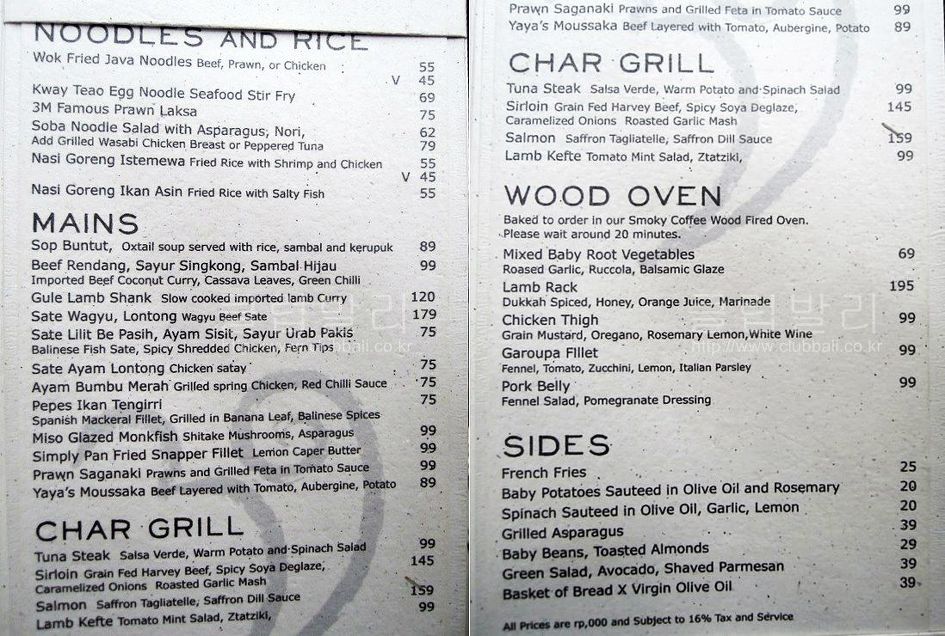 NOODLES AND RICE
Wok Fried Java Noodles Beef, Prawn, or Chicken 55
V 45
Kway Teao Egg Noodle Seafood Stir Fry 69
3M Famous Prawn Laksa 75
Soba Noodle Salad with Asparagus, Nori, 62
Add Grilled Wasabi Chicken Breast or Peppered Tuna 79
Nasi Goreng Istemewa Fried Rice with Shrimp and Chicken 55
V 45
Nasi Goreng Ikan Asin Fried Rice with Salty Fish 55
MAINS
Sop Buntut, Oxtail soup served with rice, sambal and kerupuk 89
Beef Rendang, Sayur Singkong, Sambal Hijau 99
Imported Beef Coconut Curry, Cassava Leaves, Green Chilli
Gule Lamb Shank Slow cooked imported lamb Curry 120
Sate Wagyu, Lontong Wagyu Beef Sate 179
Sate Lilit Be Pasih, Ayam Sisit, Sayur Urab Pakis 75
Balinese Fish Sate, Spicy Shredded Chicken, Fern Tips
Sate Ayam Lontong Chicken satay 75
Ayam Bumbu Merah Grilled spring Chicken, Red Chilli Sauce 75
Pepes Ikan Tengirri 75
Spanish Mackeral Fillet, Grilled in Banana Leaf, Balinese Spices
Miso Glazed Monkfish Shitake Mushrooms, Asparagus 99
Simply Pan Fried Snapper Fillet Lemon Caper Butter 99
Prawn Saganaki Prawns and Grilled Feta in Tomato Sauce 99
Yaya's Moussaka Beef Layered with Tomato, Aubergine, Potato 89
CHAR GRILL
Tuna Steak Salsa Verde, Warm Potato and Spinach Salad 99
Sirloin Grain Fed Harvey Beef, Spicy Soya Deglaze, 145
Caramelized Onions Roasted Garlic Mash
Salmon Saffron Tagliatelle, Saffron Dill Sauce 159
Lamb Kefte Tomato Mint Salad, Ztatziki, 99
클럽발리
clubbali.co.kr
Prawn Saganaki Prawns and Grilled Feta in Tomato Sauce 99
Yaya's Moussaka Beef Layered with Tomato, Aubergine, Potato 89
CHAR GRILL
Tuna Steak Salsa Verde, Warm Potato and Spinach Salad 99
Sirloin Grain Fed Harvey Beef, Spicy Soya Deglaze, 145
Caramelized Onions Roasted Garlic Mash
Salmon Saffron Tagliatelle, Saffron Dill Sauce 159
Lamb Kefte Tomato Mint Salad, Ztatziki, 99
WOOD OVEN
Baked to order in our Smoky Coffee Wood Fired Oven.
Please wait around 20 minutes.
Mixed Baby Root Vegetables 69
Roased Garlic, Ruccola, Balsamic Glaze
Lamb Rack 195
Dukkah Spiced, Honey, Orange Juice, Marinade
Chicken Thigh 99
Grain Mustard, Oregano, Rosemary Lemon,White Wine
Garoupa FIllet 99
Fennel, Tomato, Zucchini, Lemon, Italian Parsley
Pork Belly 99
Fennel Salad, Pomegranate Dressing
클럽발리
http://www.clubbali.co.kr
SIDES
French Fries 25
Baby Potatoes Sauteed in Olive Oil and Rosemary 20
Spinach Sauteed in Olive Oil, Garlic, Lemon 20
Grilled Asparagus 39
Baby Beans, Toasted Almonds 29
Green Salad, Avocado, Shaved Parmesan 39
Basket of Bread X Virgin Olive Oil 39
All Prices are rp,000 and Subject to 16% Tax and Service